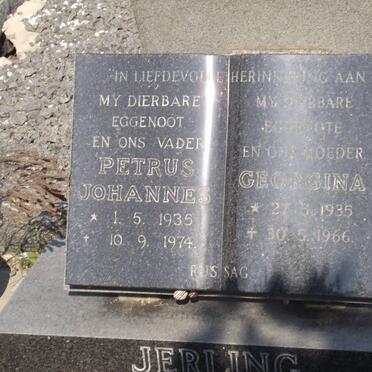 IN LIEFDEVOLLE HERINNERING AAN
MY DIERBARE
EGGENOOT
EN ONS VADER
PETRUS
JOHANNES
* 1. 5. 1935
† 10. 9. 1974.
MY DIERBARE
EGGENOTE
EN ONS MOEDER
GEORGINA
* 27. 5. 1935
† 30. 5. 1966.
RUS SAG
JERLING